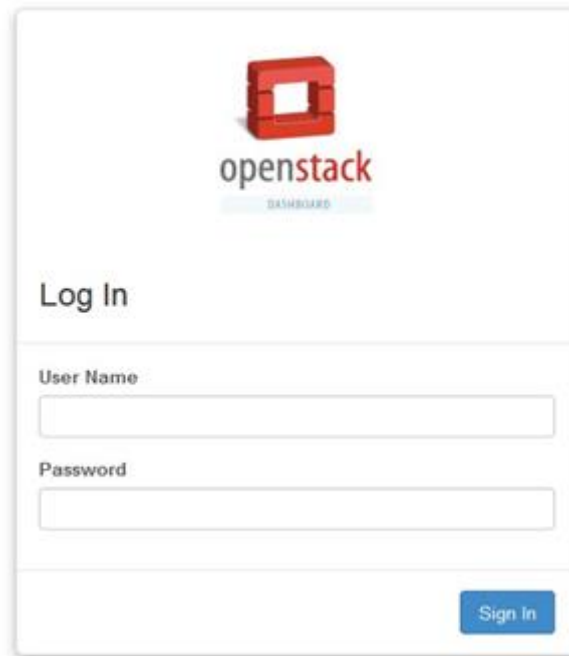 openstack
DASHBOARD
Log In
User Name
Password
Sign In